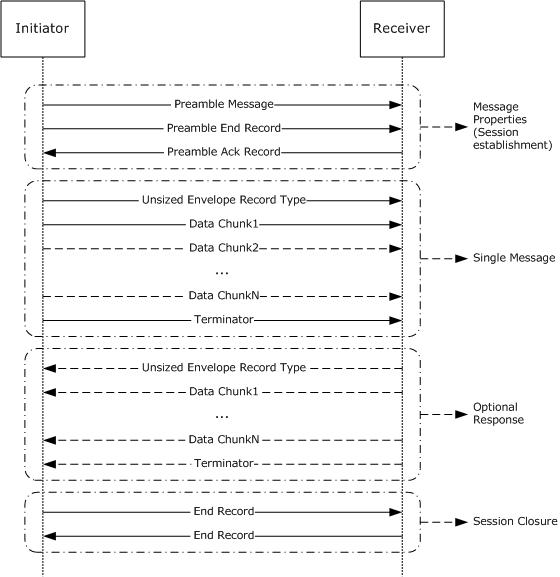 Initiator
Receiver
Preamble Message
Preamble End Record
Preamble Ack Record
Message
Properties
(Session
establishment)
Unsized Envelope Record Type
Data Chunk1
Data Chunk2
...
Data ChunkN
Terminator
Single Message
Unsized Envelope Record Type
Data Chunk1
...
Data ChunkN
Terminator
Optional
Response
End Record
End Record
Session Closure